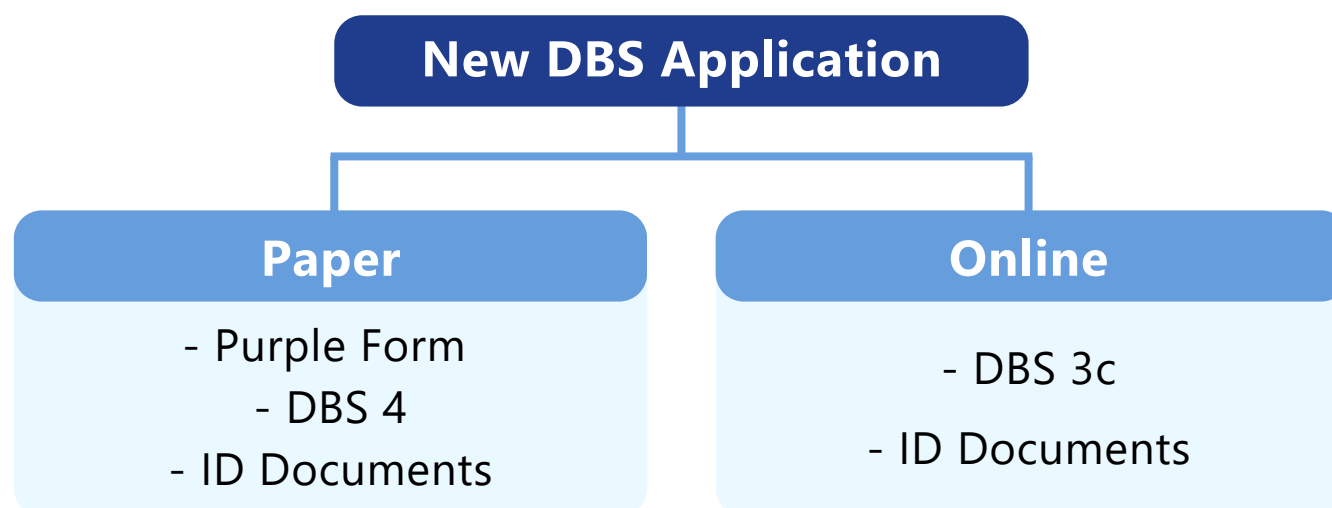 New DBS Application
Paper
- Purple Form
- DBS 4
- ID Documents
Online
- DBS 3c
- ID Documents